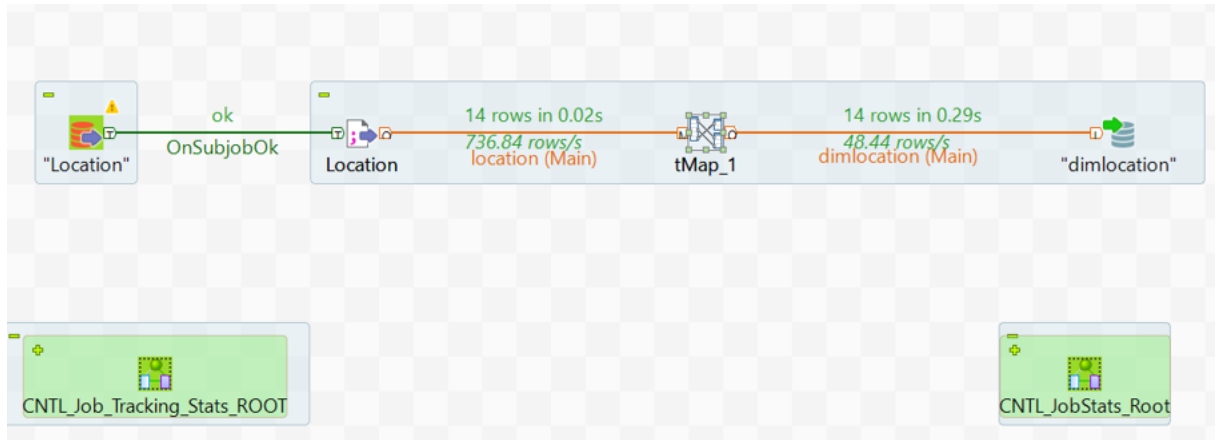 ok
OnSubjobOk
"Location"
Location
14 rows in 0.02s
736.84 rows/s
location (Main)
tMap_1
14 rows in 0.29s
48.44 rows/s
dimlocation (Main)
"dimlocation"
CNTL_Job_Tracking_Stats_ROOT
CNTL_JobStats_Root